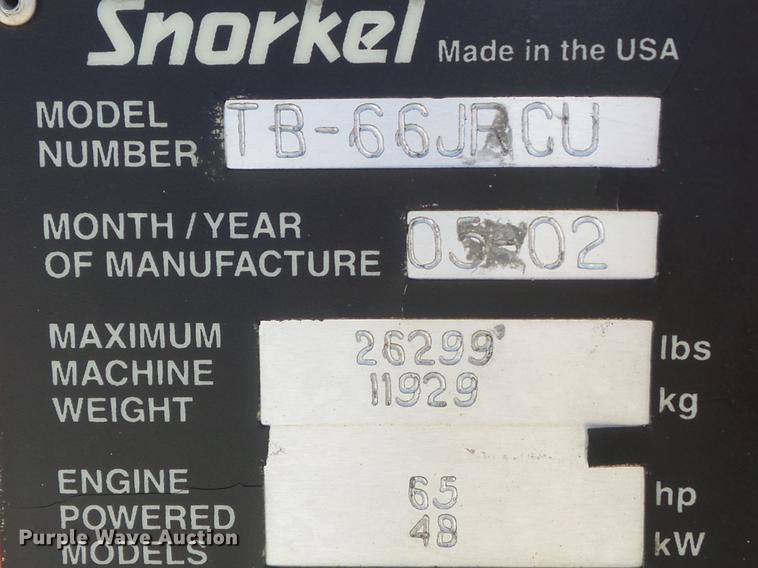 Snorkel Made in the USA
MODEL
NUMBER TB-66JRCU
MONTH / YEAR
OF MANUFACTURE 05-02
MAXIMUM
MACHINE
WEIGHT
26299 lbs
11929 kg
ENGINE
POWERED
MODELS
65 hp
48 kW
Purple Wave Auction